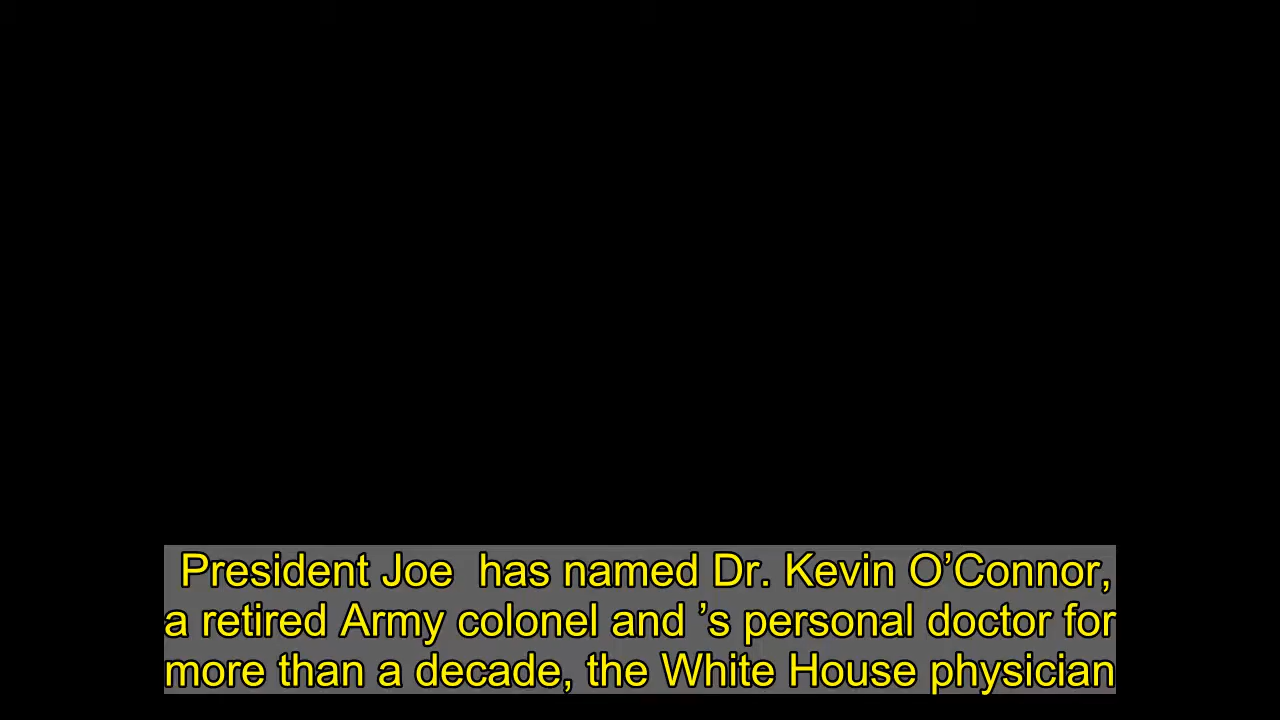 President Joe  has named Dr. Kevin O’Connor,
a retired Army colonel and ’s personal doctor for
more than a decade, the White House physician